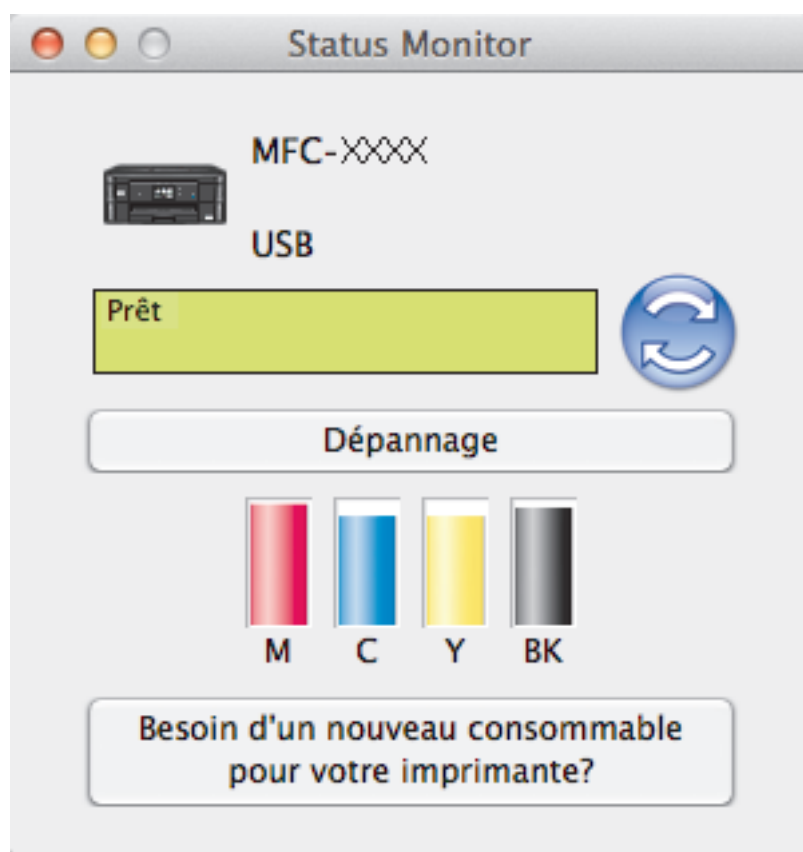 Status Monitor
MFC-XXXX
USB
Prêt
Dépannage
M C Y BK
Besoin d'un nouveau consommable
pour votre imprimante?